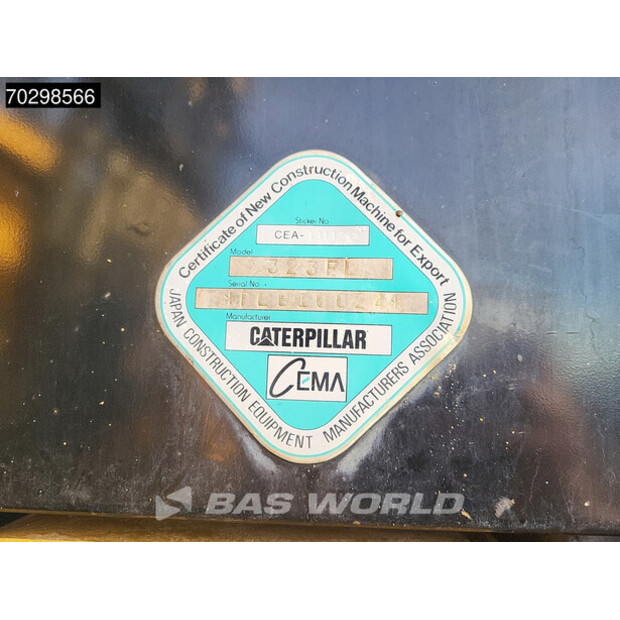 70298566
Certificate of New Construction Machine for Export
Sticker No.
CEA-
Model
323FL
Serial No.
Manufacturer
CATERPILLAR
CEMA
JAPAN CONSTRUCTION EQUIPMENT MANUFACTURERS ASSOCIATION
BAS WORLD